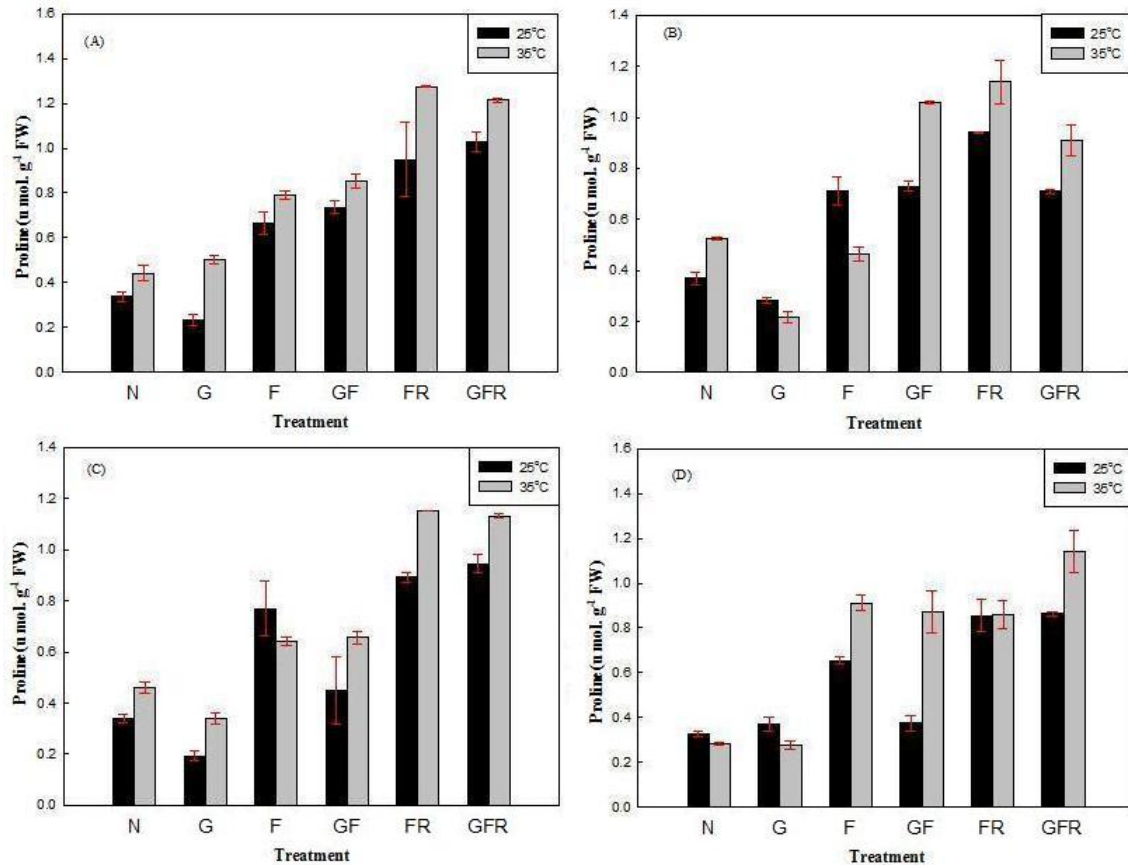 (A)
25°C
35°C
Proline(u mol. g-1 FW)
1.6
1.4
1.2
1.0
0.8
0.6
0.4
0.2
0.0
N G F GF FR GFR
Treatment
(B)
25°C
35°C
Proline(u mol. g-1 FW)
1.4
1.2
1.0
0.8
0.6
0.4
0.2
0.0
N G F GF FR GFR
Treatment
(C)
25°C
35°C
Proline(u mol. g-1 FW)
1.4
1.2
1.0
0.8
0.6
0.4
0.2
0.0
N G F GF FR GFR
Treatment
(D)
25°C
35°C
Proline(u mol. g-1 FW)
1.6
1.4
1.2
1.0
0.8
0.6
0.4
0.2
0.0
N G F GF FR GFR
Treatment